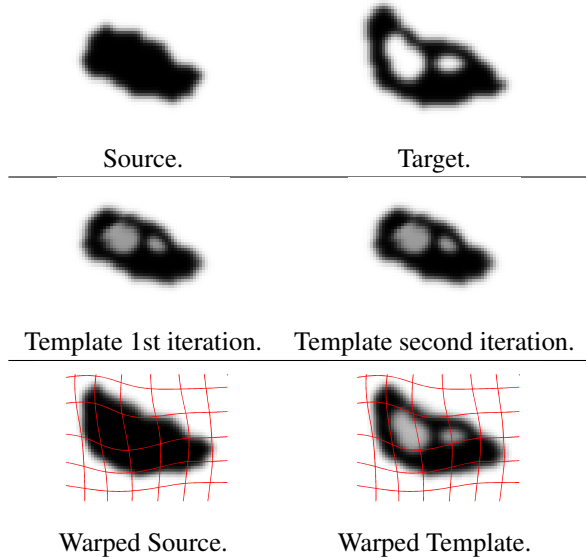 Source. Target.
Template 1st iteration. Template second iteration.
Warped Source. Warped Template.